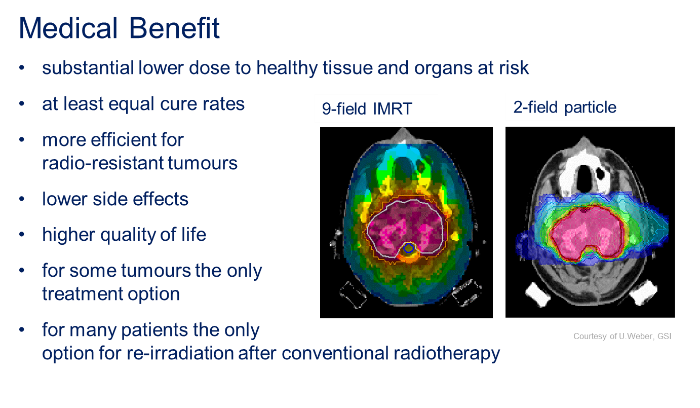 Medical Benefit
• substantial lower dose to healthy tissue and organs at risk
• at least equal cure rates
9-field IMRT
2-field particle
• more efficient for
radio-resistant tumours
• lower side effects
• higher quality of life
• for some tumours the only
treatment option
• for many patients the only
option for re-irradiation after conventional radiotherapy
Courtesy of U Weber, GSI